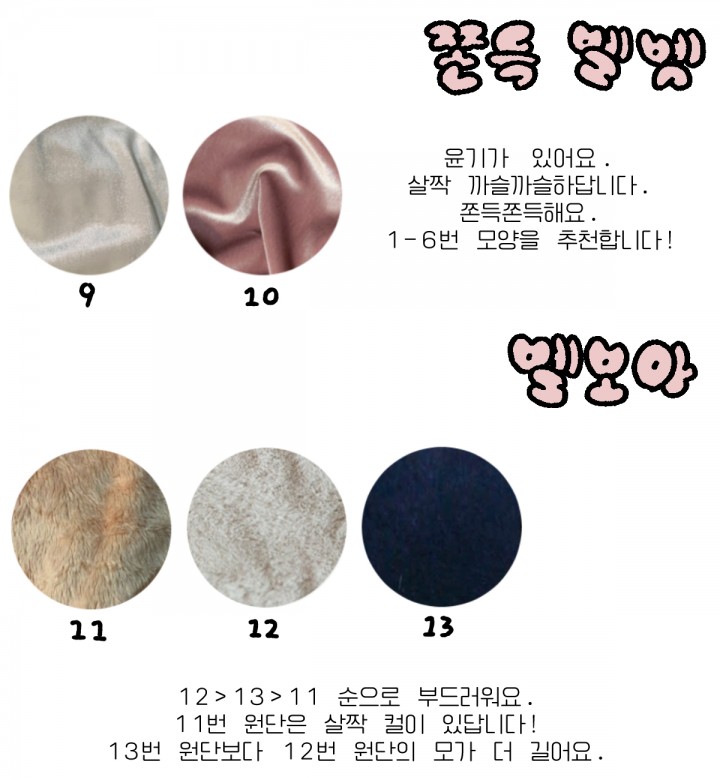 쫀득 벨벳
윤기가 있어요.
살짝 까슬까슬하답니다.
쫀득쫀득해요.
1-6번 모양을 추천합니다!
9
10
벨보아
11
12
13
12>13>11 순으로 부드러워요.
11번 원단은 살짝 컬이 있답니다!
13번 원단보다 12번 원단의 모가 더 길어요.